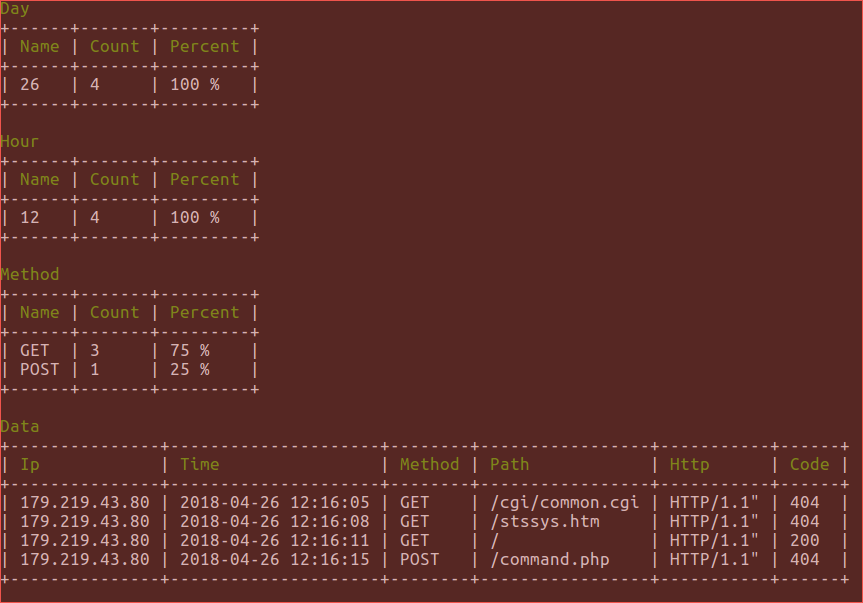 Day
+------+-------+---------+
| Name | Count | Percent |
+------+-------+---------+
| 26   | 4     | 100 %   |
+------+-------+---------+

Hour
+------+-------+---------+
| Name | Count | Percent |
+------+-------+---------+
| 12   | 4     | 100 %   |
+------+-------+---------+

Method
+------+-------+---------+
| Name | Count | Percent |
+------+-------+---------+
| GET  | 3     | 75 %    |
| POST | 1     | 25 %    |
+------+-------+---------+

Data
+---------------+---------------------+--------+-----------------+-----------+------+
| Ip            | Time                | Method | Path            | Http      | Code |
+---------------+---------------------+--------+-----------------+-----------+------+
| 179.219.43.80 | 2018-04-26 12:16:05 | GET    | /cgi/common.cgi | HTTP/1.1" | 404  |
| 179.219.43.80 | 2018-04-26 12:16:08 | GET    | /stssys.htm     | HTTP/1.1" | 404  |
| 179.219.43.80 | 2018-04-26 12:16:11 | GET    | /               | HTTP/1.1" | 200  |
| 179.219.43.80 | 2018-04-26 12:16:15 | POST   | /command.php    | HTTP/1.1" | 404  |
+---------------+---------------------+--------+-----------------+-----------+------+